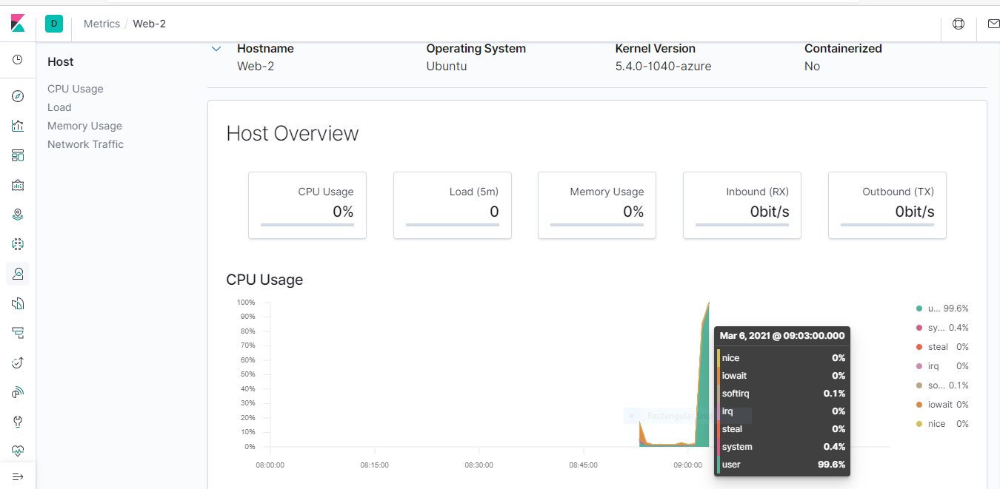 D
Metrics / Web-2
Host
CPU Usage
Load
Memory Usage
Network Traffic
Hostname
Web-2
Operating System
Ubuntu
Kernel Version
5.4.0-1040-azure
Containerized
No
Host Overview
CPU Usage
0%
Load (5m)
0
Memory Usage
0%
Inbound (RX)
0bit/s
Outbound (TX)
0bit/s
CPU Usage
100%
90%
80%
70%
60%
50%
40%
30%
20%
10%
0%
08:00:00
08:15:00
08:30:00
08:45:00
09:00:00
Rectangular Snip
Mar 6, 2021 @ 09:03:00.000
nice 0%
iowait 0%
softirq 0.1%
irq 0%
steal 0%
system 0.4%
user 99.6%
u... 99.6%
sy... 0.4%
steal 0%
irq 0%
so... 0.1%
iowait 0%
nice 0%